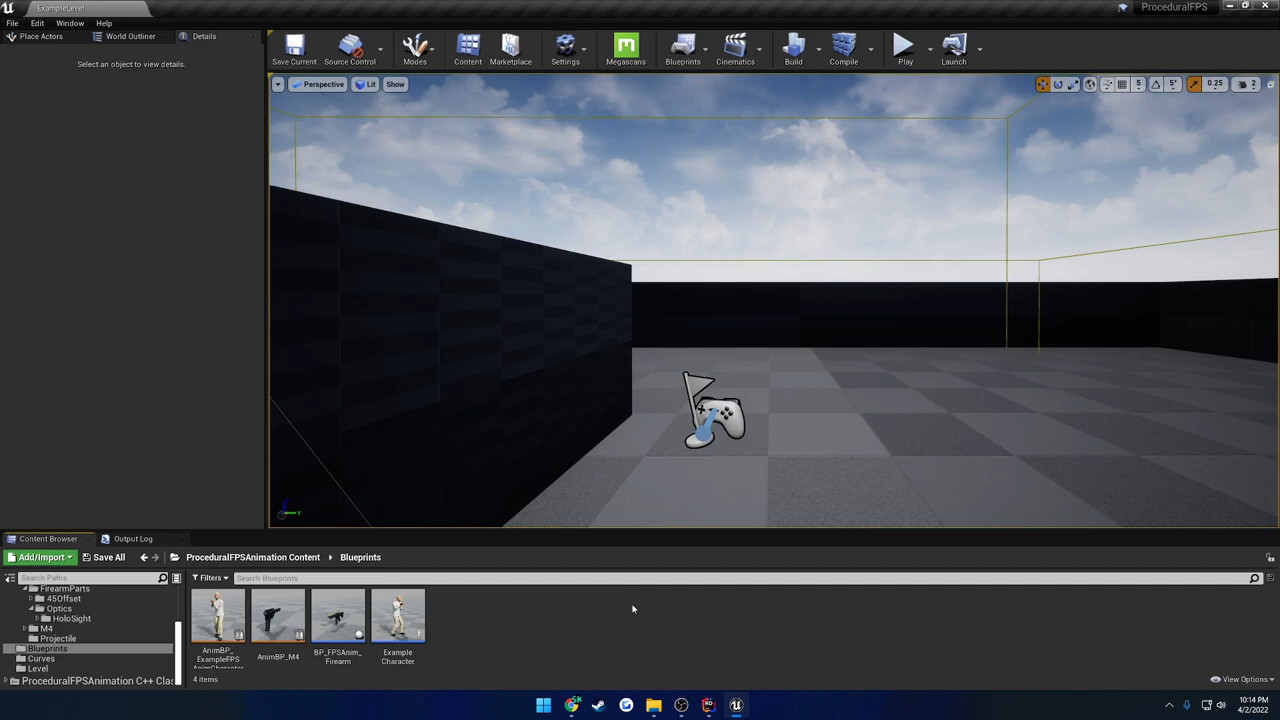 ExampleLevel
ProceduralFPS
File Edit Window Help
Place Actors World Outliner Details
Select an object to view details.
Save Current Source Control Modes Content Marketplace Settings Megascans Blueprints Cinematics Build Compile Play Launch
Perspective Lit Show 5 5° 0.25 2
Y
Content Browser Output Log
Add/Import Save All ProceduralFPSAnimation Content Blueprints
Search Paths Filters Search Blueprints
FirearmParts
45Offset
Optics
HoloSight
M4
Projectile
Blueprints
Curves
Level
ProceduralFPSAnimation C++ Clas
AnimBP_
ExampleFPS
AnimCharacter
AnimBP_M4
BP_FPSAnim_
Firearm
Example
Character
4 items View Options
10:14 PM
4/2/2022